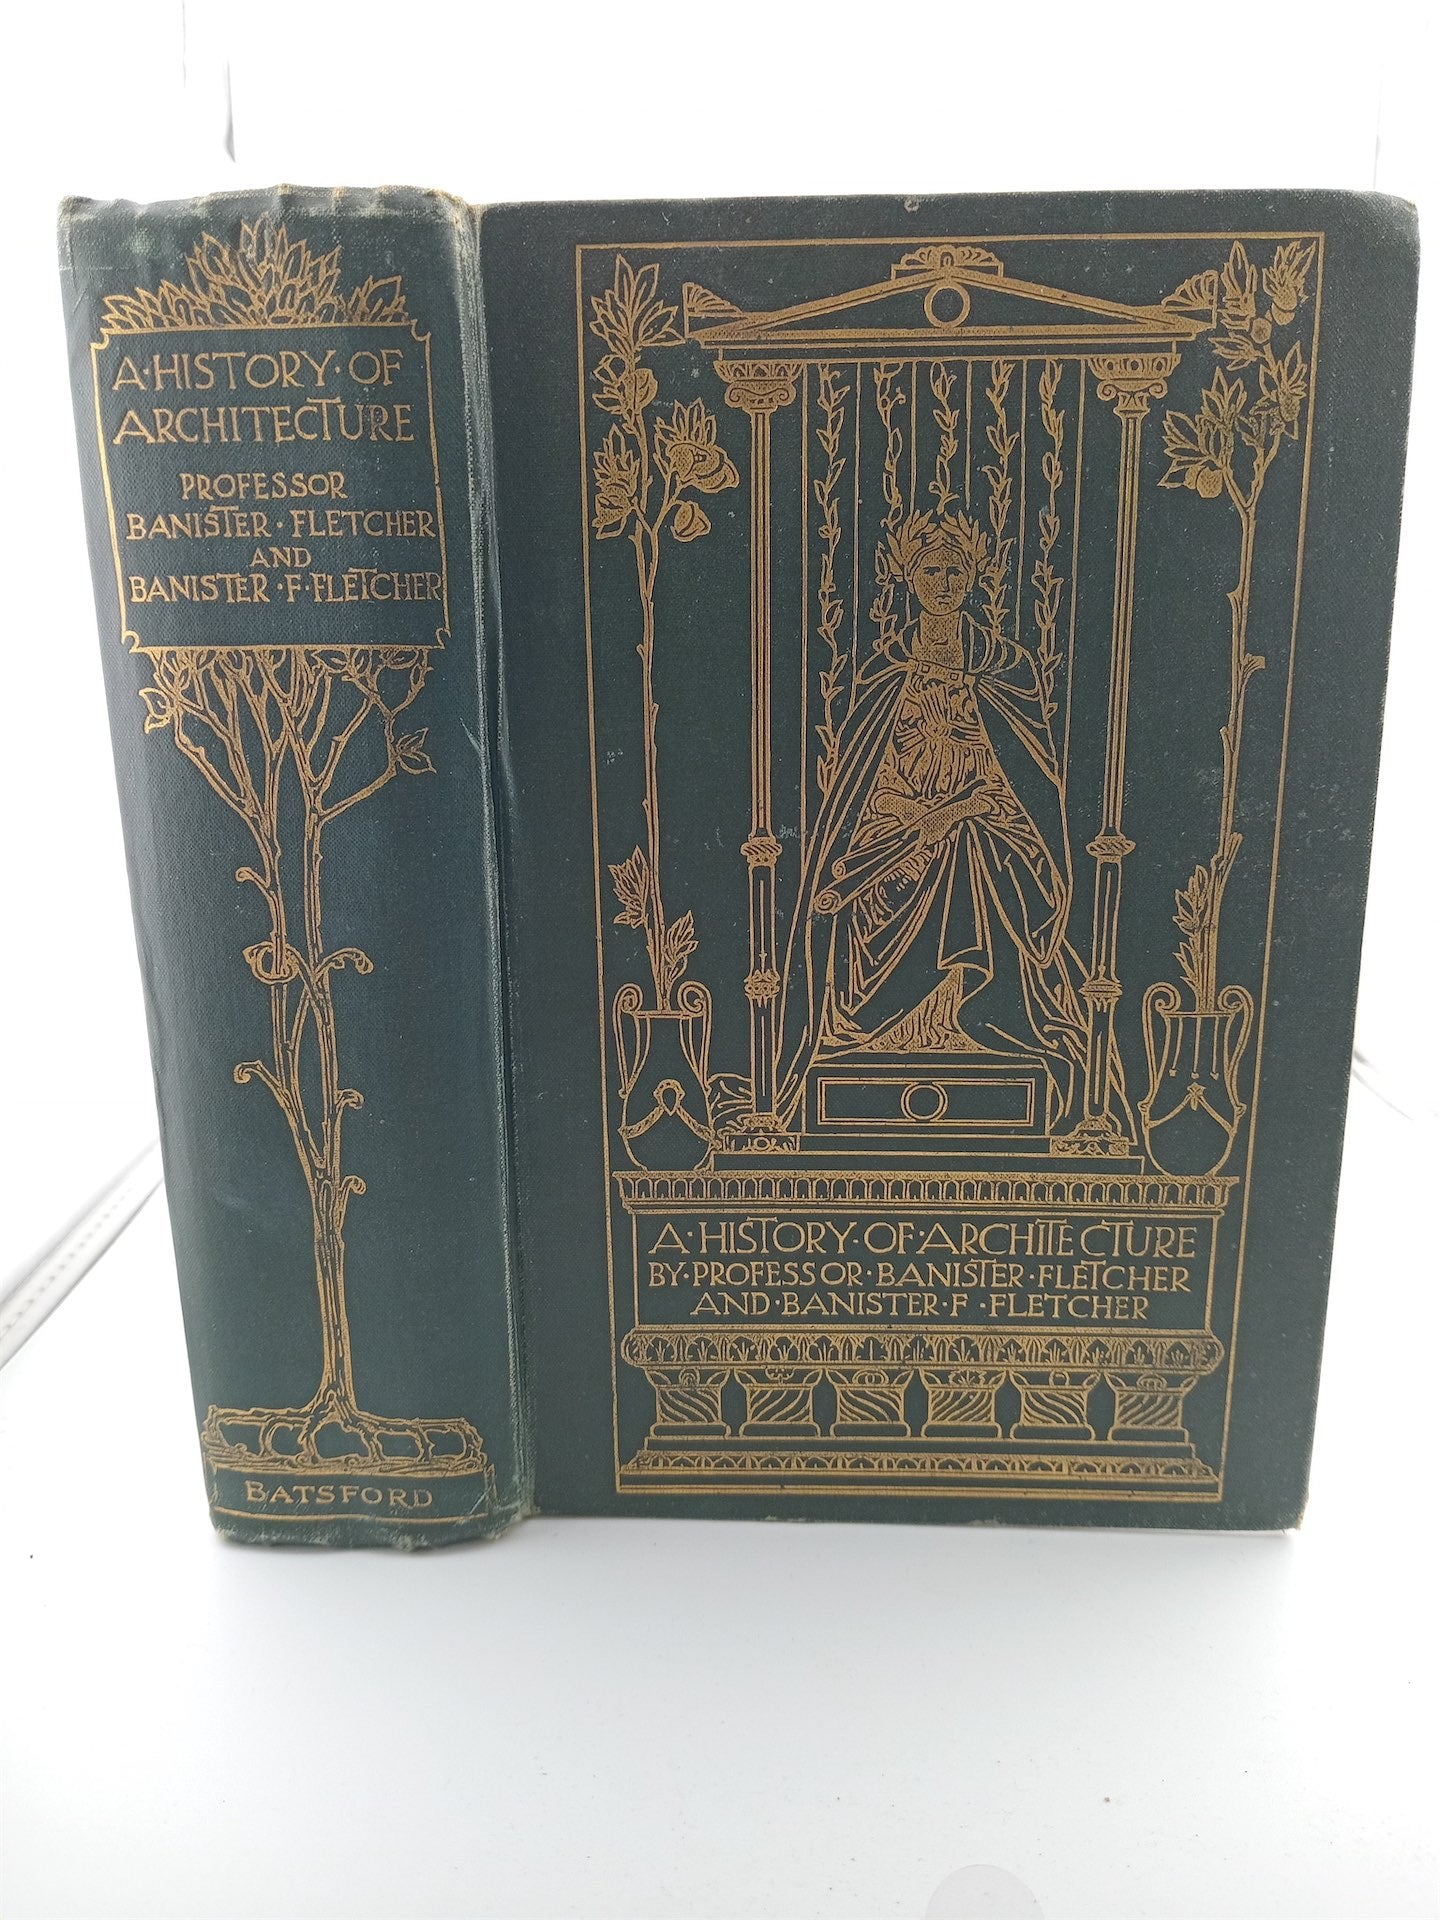 A·HISTORY·OF
ARCHITECTURE
PROFESSOR
BANISTER·FLETCHER
AND
BANISTER·F·FLETCHER
BATSFORD
A·HISTORY·OF·ARCHITECTURE
BY·PROFESSOR·BANISTER·FLETCHER
AND·BANISTER·F·FLETCHER